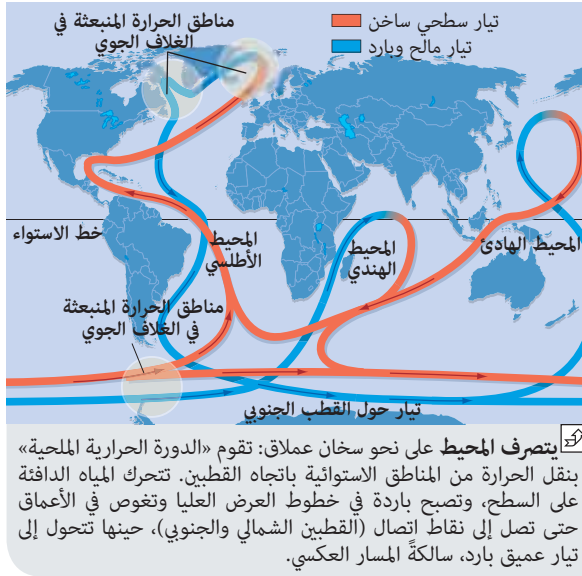 مناطق الحرارة المنبعثة في
الغلاف الجوي
تيار سطحي ساخن
تيار مالح وبارد
خط الاستواء
المحيط
الأطلسي
المحيط
الهندي
المحيط الهادئ
مناطق الحرارة المنبعثة
في الغلاف الجوي
تيار حول القطب الجنوبي
يتصرف المحيط على نحو سخان عملاق: تقوم «الدورة الحرارية الملحية»
بنقل الحرارة من المناطق الاستوائية باتجاه القطبين. تتحرك المياه الدافئة
على السطح، وتصبح باردة في خطوط العرض العليا وتغوص في الأعماق
حتى تصل إلى نقاط اتصال (القطبين الشمالي والجنوبي)، حينها تتحول إلى
تيار عميق بارد، سالكةً المسار العكسي.